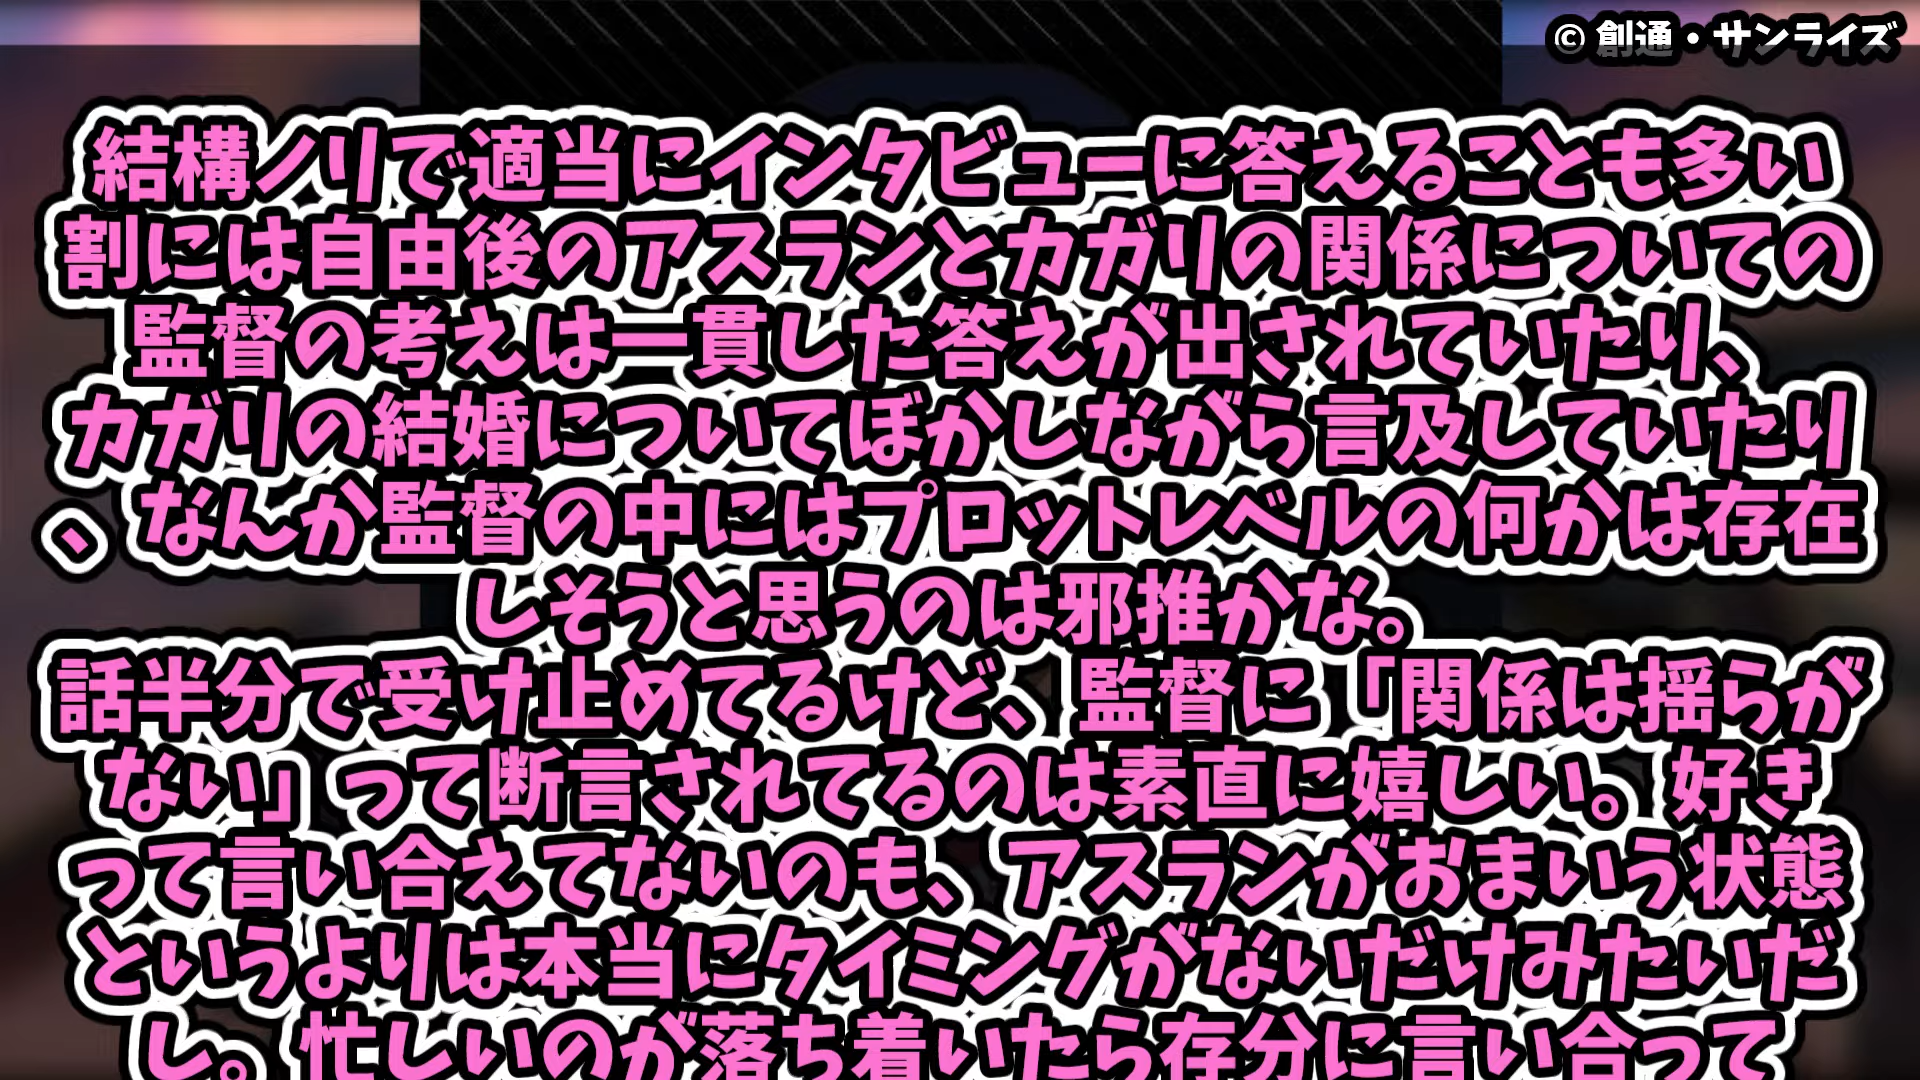 © 創通・サンライズ
結構ノリで適当にインタビューに答えることも多い
割には自由後のアスランとカガリの関係についての
監督の考えは一貫した答えが出されていたり、
カガリの結婚についてぼかしながら言及していたり
、なんか監督の中にはプロットレベルの何かは存在
しそうと思うのは邪推かな。
話半分で受け止めてるけど、監督に「関係は揺らが
ない」って断言されてるのは素直に嬉しい。好き
って言い合えてないのも、アスランがおまいう状態
というよりは本当にタイミングがないだけみたいだ
し。忙しいのが落ち着いたら存分に言い合って